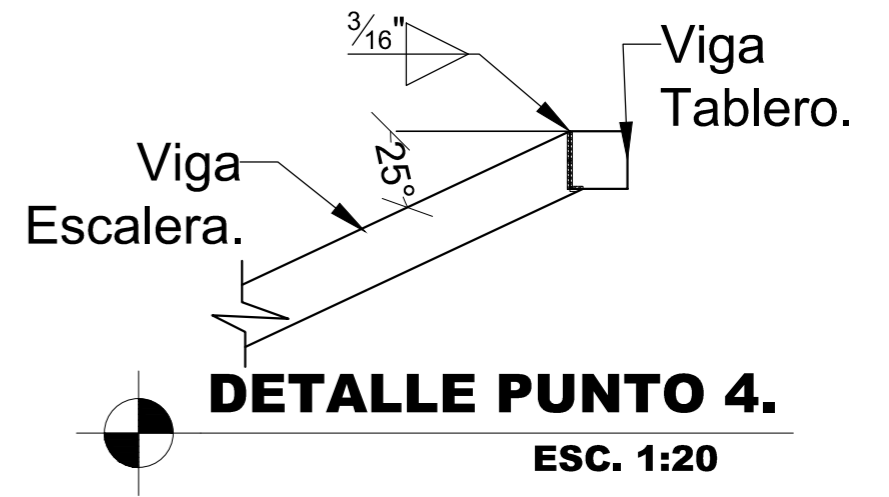 3/16"
Viga
Tablero.
25°
Viga
Escalera.
DETALLE PUNTO 4.
ESC. 1:20